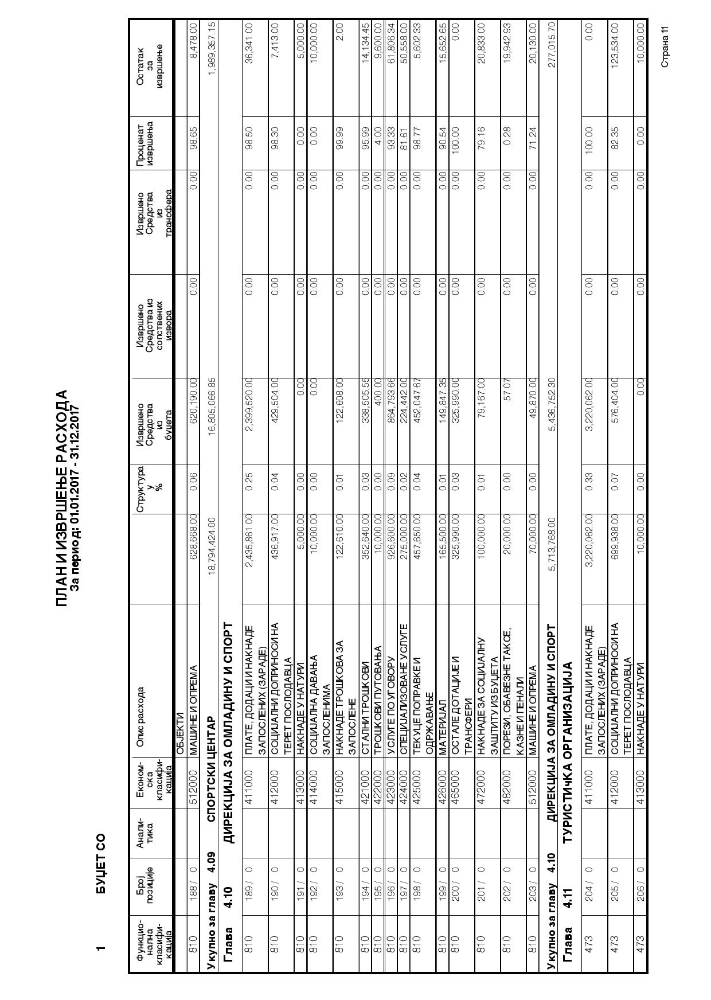 ПЛАН И ИЗВРШЕЊЕ РАСХОДА
За период: 01.01.2017 - 31.12.2017
1 БУЏЕТ СО
Функцио- Број Анали- Економ- Опис расхода Структура Извршено Извршено Извршено Проценат Остатак
нална позиције тика ска у Средства Средства из Средства извршења за
класифи- класифи- % из сопствених из извршење
кација кација буџета извора трансфера
ОБЈЕКТИ
810 188 / 0 512000 МАШИНЕ И ОПРЕМА 628,668.00 0.06 620,190.00 0.00 0.00 98.65 8,478.00
Укупно за главу 4.09 СПОРТСКИ ЦЕНТАР 18,794,424.00 16,805,066.85 1,989,357.15
Глава 4.10 ДИРЕКЦИЈА ЗА ОМЛАДИНУ И СПОРТ
810 189 / 0 411000 ПЛАТЕ, ДОДАЦИ И НАКНАДЕ 2,435,861.00 0.25 2,399,520.00 0.00 0.00 98.50 36,341.00
ЗАПОСЛЕНИХ (ЗАРАДЕ)
810 190 / 0 412000 СОЦИЈАЛНИ ДОПРИНОСИ НА 436,917.00 0.04 429,504.00 0.00 0.00 98.30 7,413.00
ТЕРЕТ ПОСЛОДАВЦА
810 191 / 0 413000 НАКНАДЕ У НАТУРИ 5,000.00 0.00 0.00 0.00 0.00 0.00 5,000.00
810 192 / 0 414000 СОЦИЈАЛНА ДАВАЊА 10,000.00 0.00 0.00 0.00 0.00 0.00 10,000.00
ЗАПОСЛЕНИМА
810 193 / 0 415000 НАКНАДЕ ТРОШКОВА ЗА 122,610.00 0.01 122,608.00 0.00 0.00 99.99 2.00
ЗАПОСЛЕНЕ
810 194 / 0 421000 СТАЛНИ ТРОШКОВИ 352,640.00 0.03 338,505.55 0.00 0.00 95.99 14,134.45
810 195 / 0 422000 ТРОШКОВИ ПУТОВАЊА 10,000.00 0.00 400.00 0.00 0.00 4.00 9,600.00
810 196 / 0 423000 УСЛУГЕ ПО УГОВОРУ 926,600.00 0.09 864,793.66 0.00 0.00 93.33 61,806.34
810 197 / 0 424000 СПЕЦИЈАЛИЗОВАНЕ УСЛУГЕ 275,000.00 0.02 224,442.00 0.00 0.00 81.61 50,558.00
810 198 / 0 425000 ТЕКУЦЕ ПОПРАВКЕ И 457,650.00 0.04 452,047.67 0.00 0.00 98.77 5,602.33
ОДРЖАВАЊЕ
810 199 / 0 426000 МАТЕРИЈАЛ 165,500.00 0.01 149,847.35 0.00 0.00 90.54 15,652.65
810 200 / 0 465000 ОСТАЛЕ ДОТАЦИЈЕ И 325,990.00 0.03 325,990.00 0.00 0.00 100.00 0.00
ТРАНСФЕРИ
810 201 / 0 472000 НАКНАДЕ ЗА СОЦИЈАЛНУ 100,000.00 0.01 79,167.00 0.00 0.00 79.16 20,833.00
ЗАШТИТУ ИЗ БУЏЕТА
810 202 / 0 482000 ПОРЕЗИ, ОБАВЕЗНЕ ТАКСЕ, 20,000.00 0.00 57.07 0.00 0.00 0.28 19,942.93
КАЗНЕ И ПЕНАЛИ
810 203 / 0 512000 МАШИНЕ И ОПРЕМА 70,000.00 0.00 49,870.00 0.00 0.00 71.24 20,130.00
Укупно за главу 4.10 ДИРЕКЦИЈА ЗА ОМЛАДИНУ И СПОРТ 5,713,768.00 5,436,752.30 277,015.70
Глава 4.11 ТУРИСТИчКА ОРГАНИЗАЦИЈА
473 204 / 0 411000 ПЛАТЕ, ДОДАЦИ И НАКНАДЕ 3,220,062.00 0.33 3,220,062.00 0.00 0.00 100.00 0.00
ЗАПОСЛЕНИХ (ЗАРАДЕ)
473 205 / 0 412000 СОЦИЈАЛНИ ДОПРИНОСИ НА 699,938.00 0.07 576,404.00 0.00 0.00 82.35 123,534.00
ТЕРЕТ ПОСЛОДАВЦА
473 206 / 0 413000 НАКНАДЕ У НАТУРИ 10,000.00 0.00 0.00 0.00 0.00 0.00 10,000.00
Страна 11